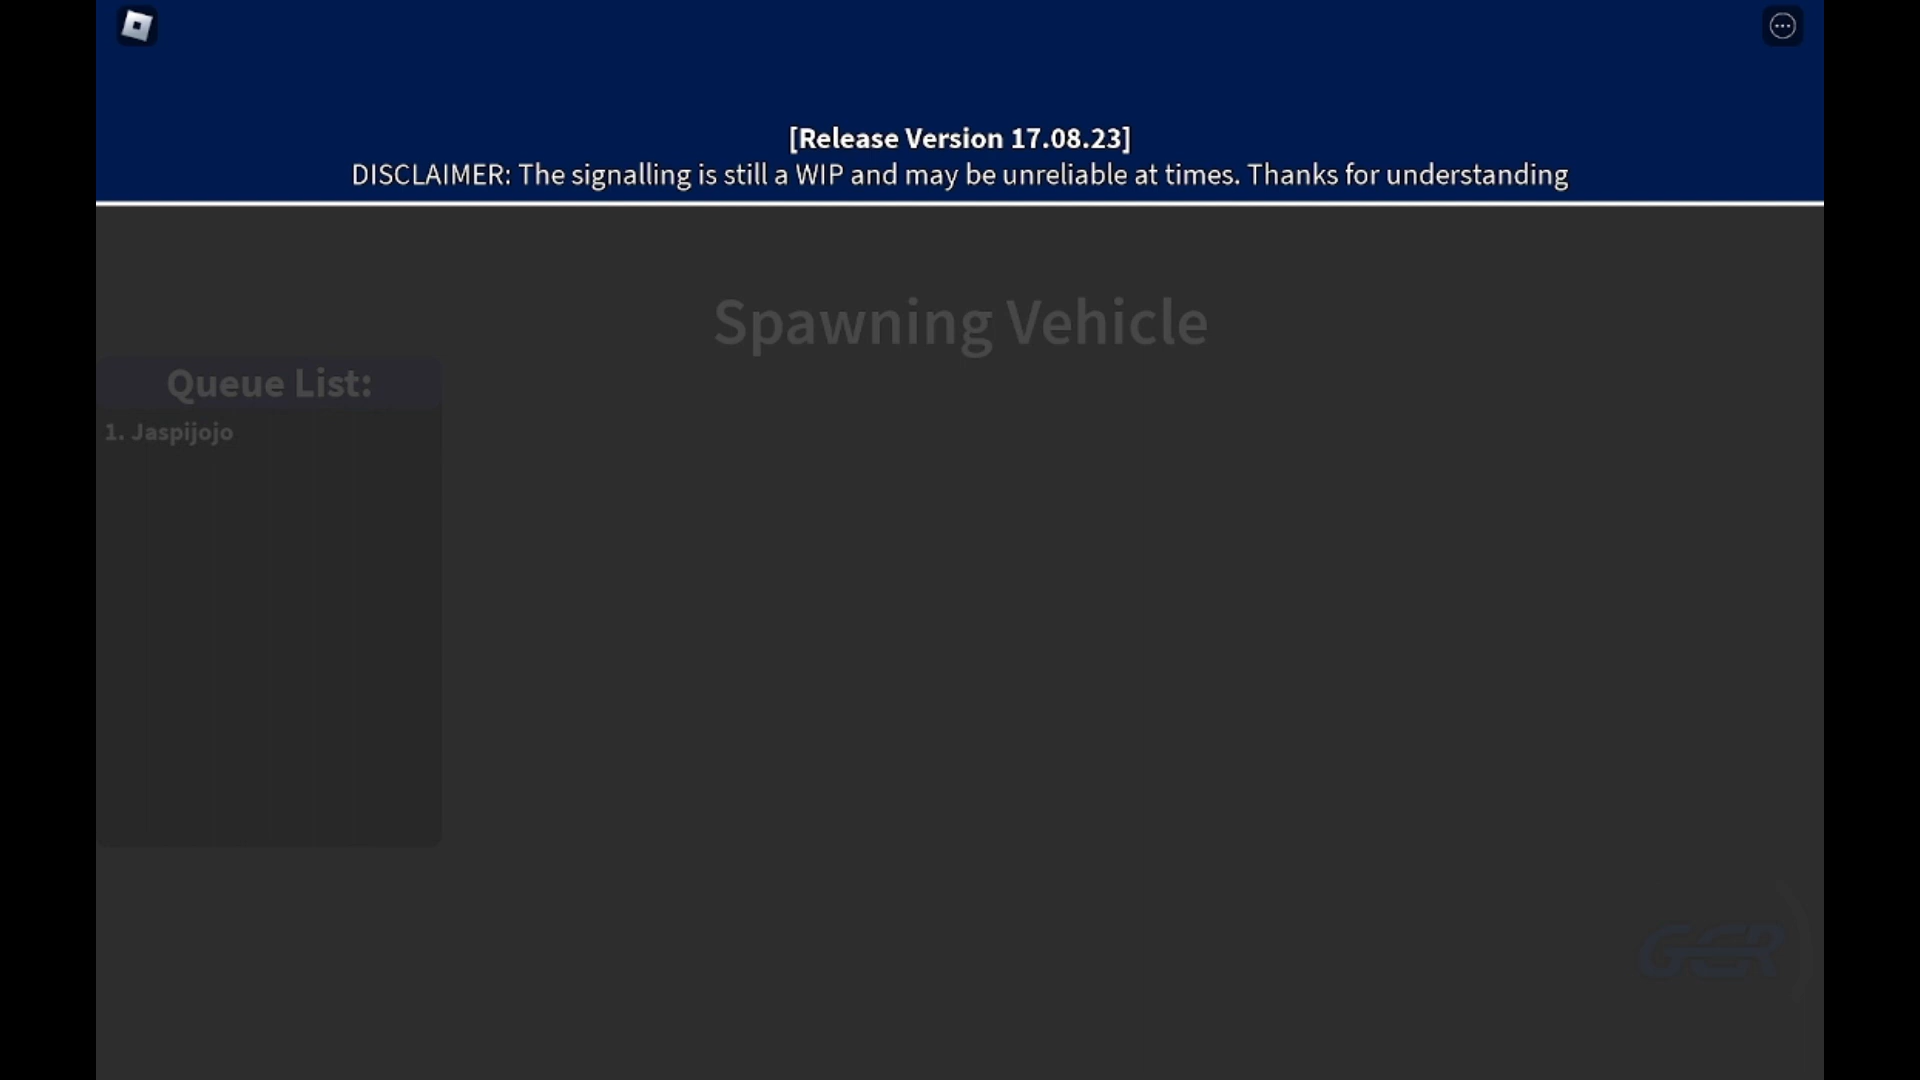 [Release Version 17.08.23]
DISCLAIMER: The signalling is still a WIP and may be unreliable at times. Thanks for understanding
Spawning Vehicle
Queue List:
1. Jaspijojo
GCR